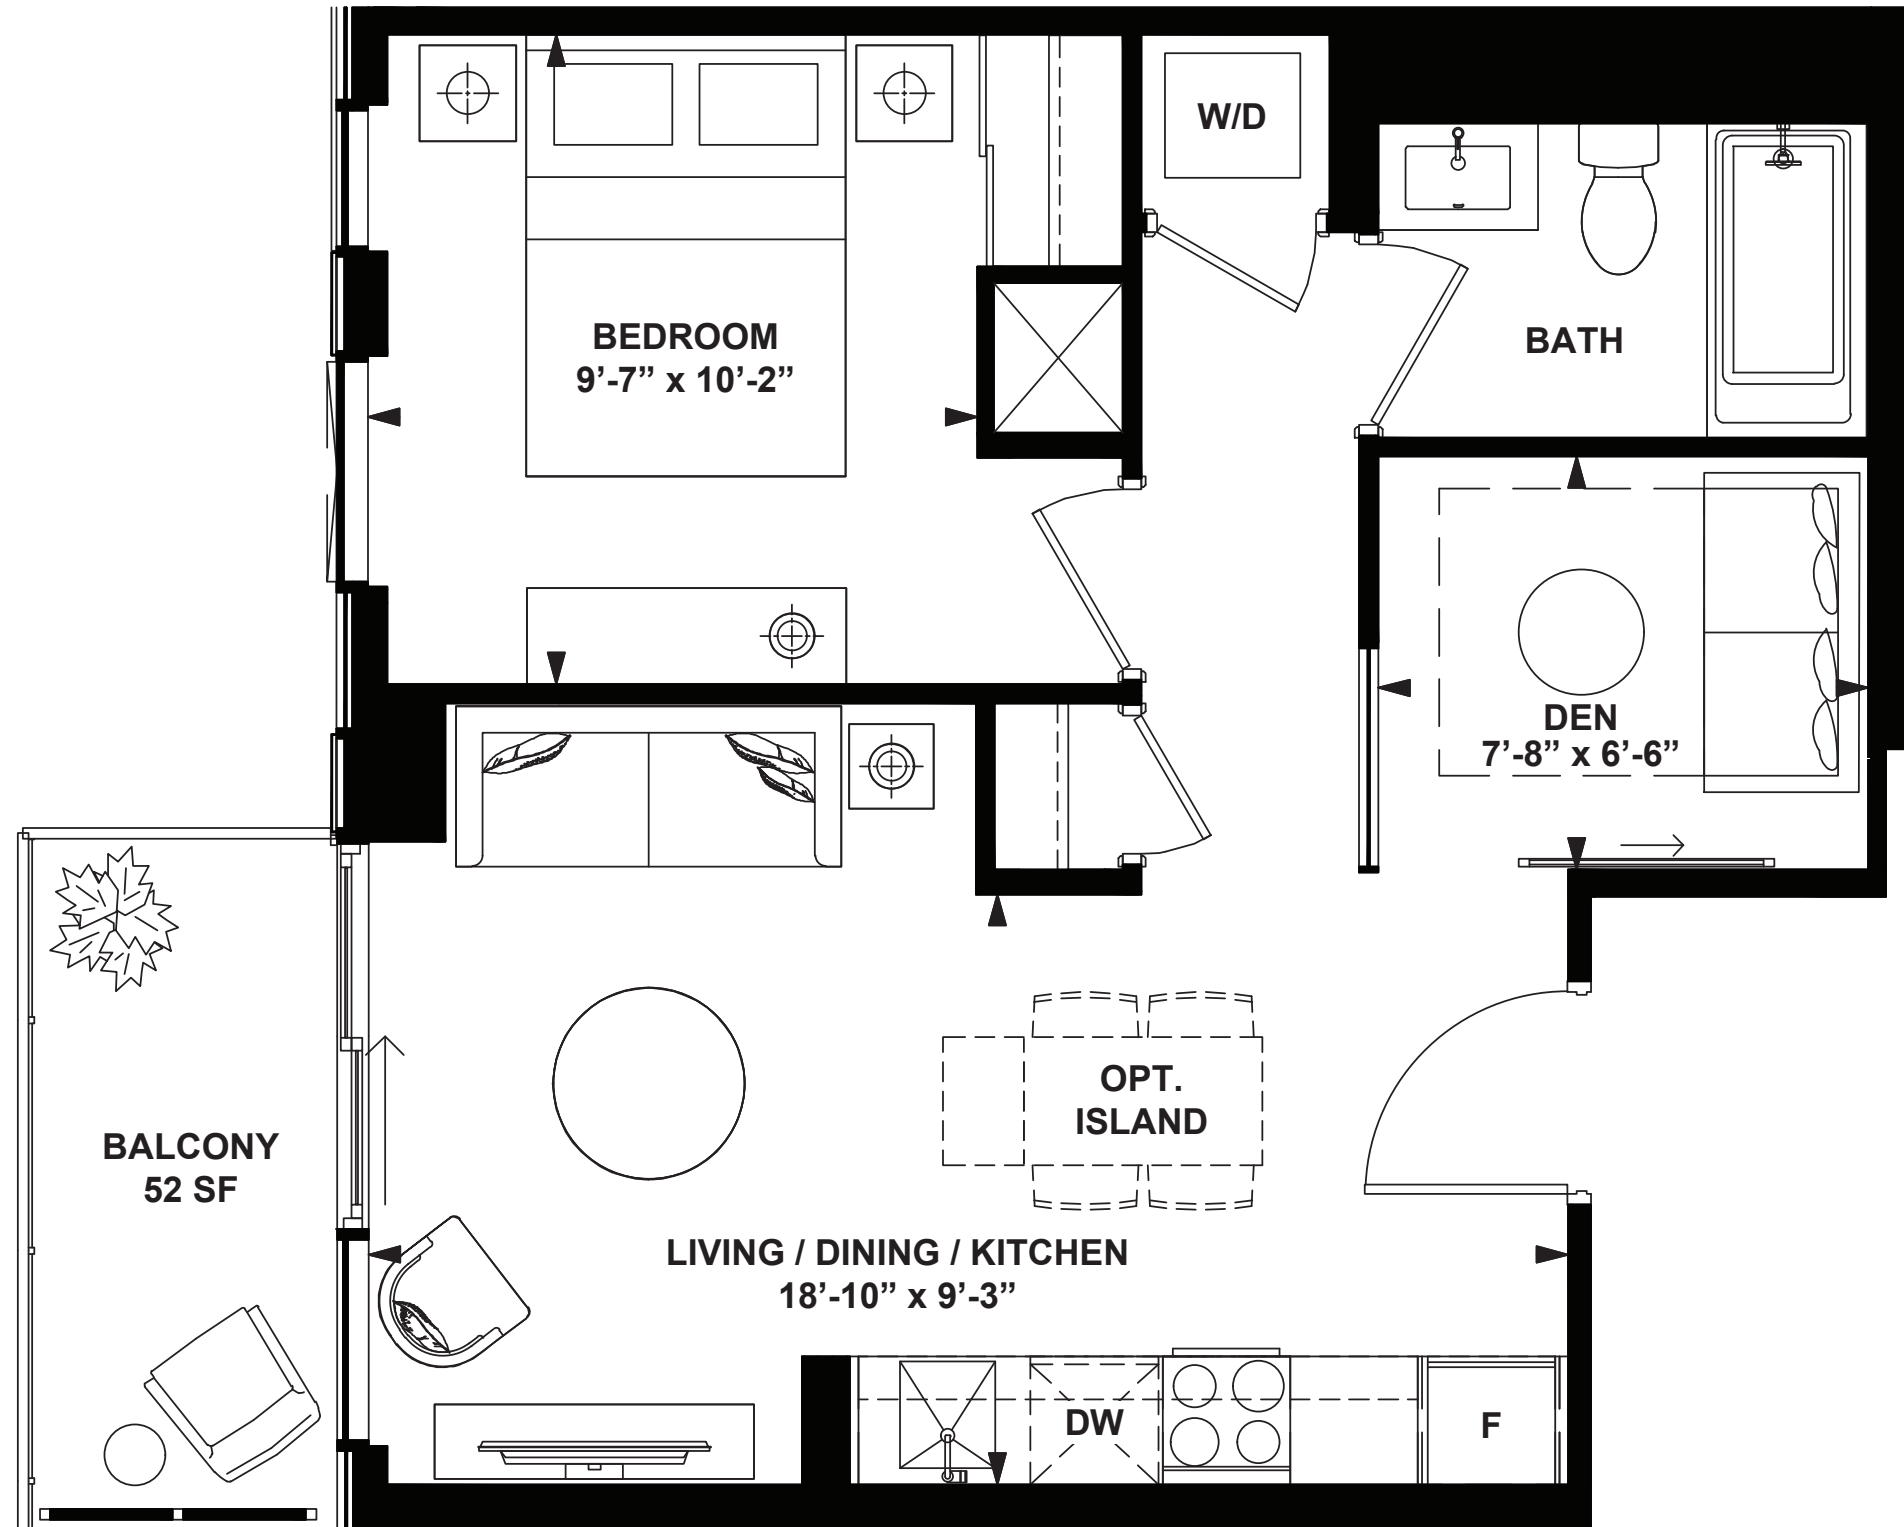 W/D
BEDROOM
9’-7” x 10’-2”
BATH
DEN
7’-8” x 6’-6”
OPT.
ISLAND
BALCONY
52 SF
LIVING / DINING / KITCHEN
18’-10” x 9’-3”
DW
F